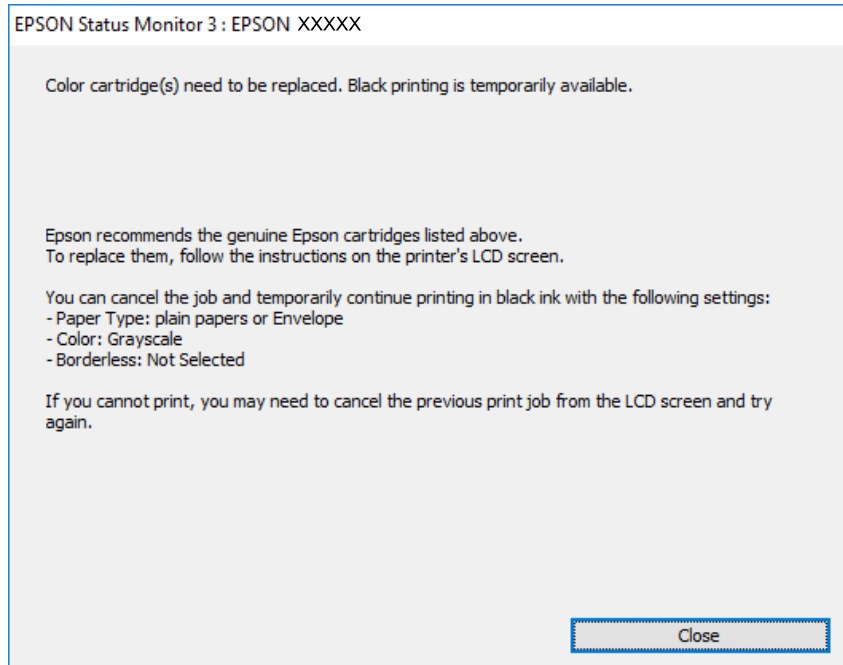 EPSON Status Monitor 3 : EPSON XXXXX
Color cartridge(s) need to be replaced. Black printing is temporarily available.
Epson recommends the genuine Epson cartridges listed above.
To replace them, follow the instructions on the printer's LCD screen.
You can cancel the job and temporarily continue printing in black ink with the following settings:
- Paper Type: plain papers or Envelope
- Color: Grayscale
- Borderless: Not Selected
If you cannot print, you may need to cancel the previous print job from the LCD screen and try
again.
Close